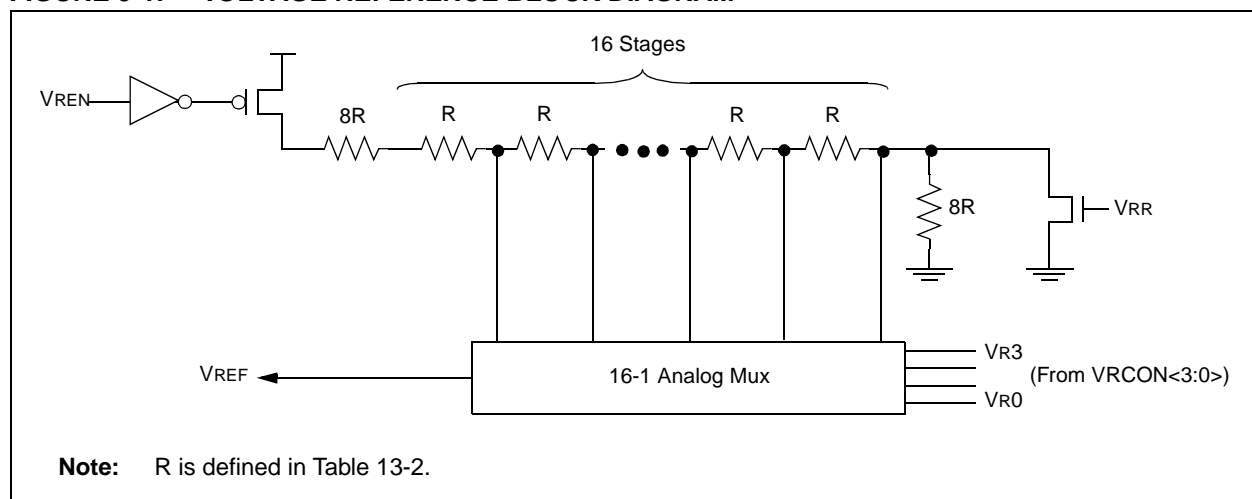 16 Stages
VREN
8R
R
R
R
R
8R
VRR
VREF
16-1 Analog Mux
VR3
(From VRCON<3:0>)
VR0
Note: R is defined in Table 13-2.